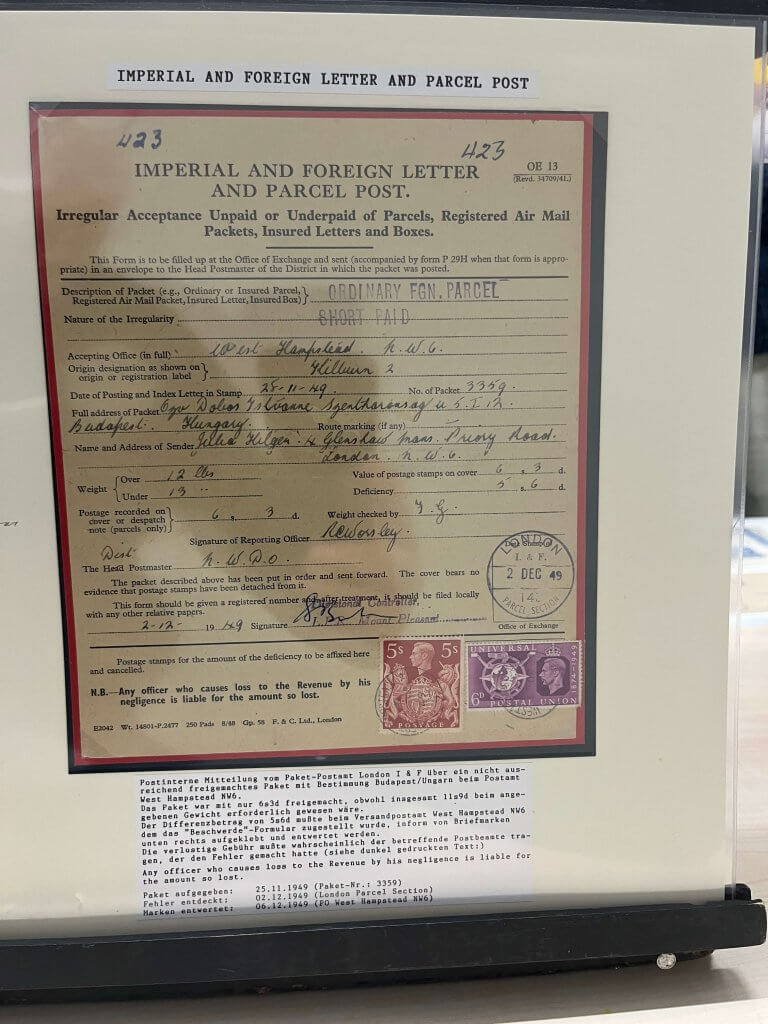 IMPERIAL AND FOREIGN LETTER AND PARCEL POST
423
423
IMPERIAL AND FOREIGN LETTER
AND PARCEL POST.
OE 13
(Revd. 34709/41.)
Irregular Acceptance Unpaid or Underpaid of Parcels, Registered Air Mail
Packets, Insured Letters and Boxes.
This Form is to be filled up at the Office of Exchange and sent (accompanied by form P 29H when that form is appro-
priate) in an envelope to the Head Postmaster of the District in which the packet was posted.
Description of Packet (e.g., Ordinary or Insured Parcel,
Registered Air Mail Packet, Insured Letter, Insured Box)
ORDINARY FGN. PARCEL
Nature of the Irregularity
SHORT PAID
Accepting Office (in full) West Hampstead. N.W.6.
Origin designation as shown on
origin or registration label
Kilburn 2
Date of Posting and Index Letter in Stamp 25-11-49. No. of Packet 3359.
Full address of Packet Dobos Istvanne u 5. I. 12.
Budapest. Hungary. Route marking (if any)
Name and Address of Sender Julia Hilgen. 4 Glenshaw Mans. Priory Road.
London. N.W.6.
Weight
Over 12 lbs
Under 13 "
Value of postage stamps on cover 6 s. 3 d.
Deficiency 5 s. 6 d.
Postage recorded on
cover or despatch
note (parcels only)
6 s. 3 d.
Weight checked by
Signature of Reporting Officer
Dist.
The Head Postmaster N.W.D.O.
The packet described above has been put in order and sent forward. The cover bears no
evidence that postage stamps have been detached from it.
This form should be given a registered number and after treatment, it should be filed locally
with any other relative papers.
Divisional Controller,
Mount Pleasant
2-12- 1949 Signature
LONDON
I. & F.
2 DEC 49
PARCEL SECTION
Office of Exchange
Postage stamps for the amount of the deficiency to be affixed here
and cancelled.
N.B.—Any officer who causes loss to the Revenue by his
negligence is liable for the amount so lost.
E2042 Wt. 14801-P.2477 250 Pads 8/48 Gp. 58 F. & C. Ltd., London
5s 5s
POSTAGE
UNIVERSAL
6D POSTAL UNION
1874-1949
Postinterne Mitteilung vom Paket-Postamt London I & F über ein nicht aus-
reichend freigemachtes Paket mit Bestimmung Budapest/Ungarn beim Postamt
West Hampstead NW6.
Das Paket war mit nur 6s3d freigemacht, obwohl insgesamt 11s9d beim ange-
gebenen Gewicht erforderlich gewesen wäre.
Der Differenzbetrag von 5s6d mußte beim Versandpostamt West Hampstead NW6
dem das "Beschwerde"-Formular zugestellt wurde, inform von Briefmarken
unten rechts aufgeklebt und entwertet werden.
Die verlustige Gebühr mußte wahrscheinlich der betreffende Postbeamte tra-
gen, der den Fehler gemacht hatte (siehe dunkel gedruckten Text:)
Any officer who causes loss to the Revenue by his negligence is liable for
the amount so lost.
Paket aufgegeben: 25.11.1949 (Paket-Nr.: 3359)
Fehler entdeckt: 02.12.1949 (London Parcel Section)
Marken entwertet: 06.12.1949 (PO West Hampstead NW6)